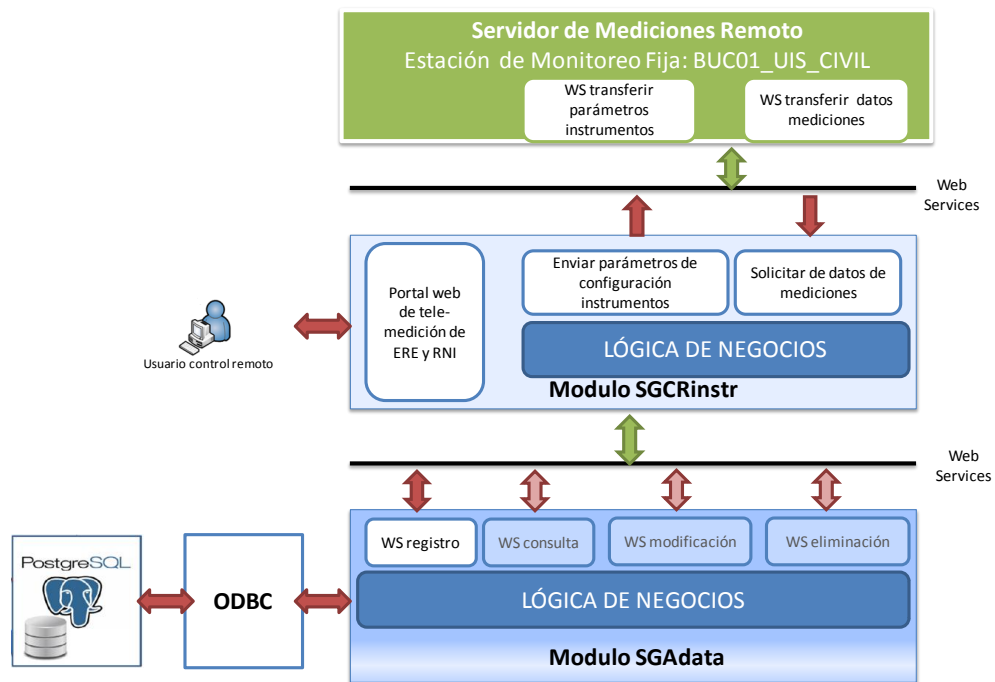 Servidor de Mediciones Remoto
Estación de Monitoreo Fija: BUC01_UIS_CIVIL
WS transferir
parámetros
instrumentos
WS transferir datos
mediciones
Web
Services
Portal web
de tele-
medición de
ERE y RNI
Enviar parámetros de
configuración
instrumentos
Solicitar de datos de
mediciones
LÓGICA DE NEGOCIOS
Modulo SGCRinstr
Usuario control remoto
Web
Services
WS registro
WS consulta
WS modificación
WS eliminación
PostgreSQL
ODBC
LÓGICA DE NEGOCIOS
Modulo SGAdata